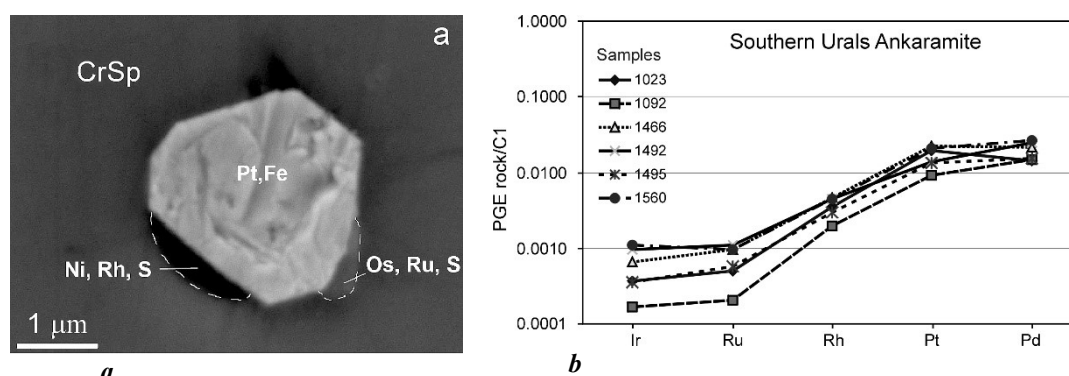 a
CrSp
Pt,Fe
Ni, Rh, S
Os, Ru, S
1 μm
a
Southern Urals Ankaramite
Samples
1023
1092
1466
1492
1495
1560
PGE rock/C1
1.0000
0.1000
0.0100
0.0010
0.0001
Ir Ru Rh Pt Pd
b